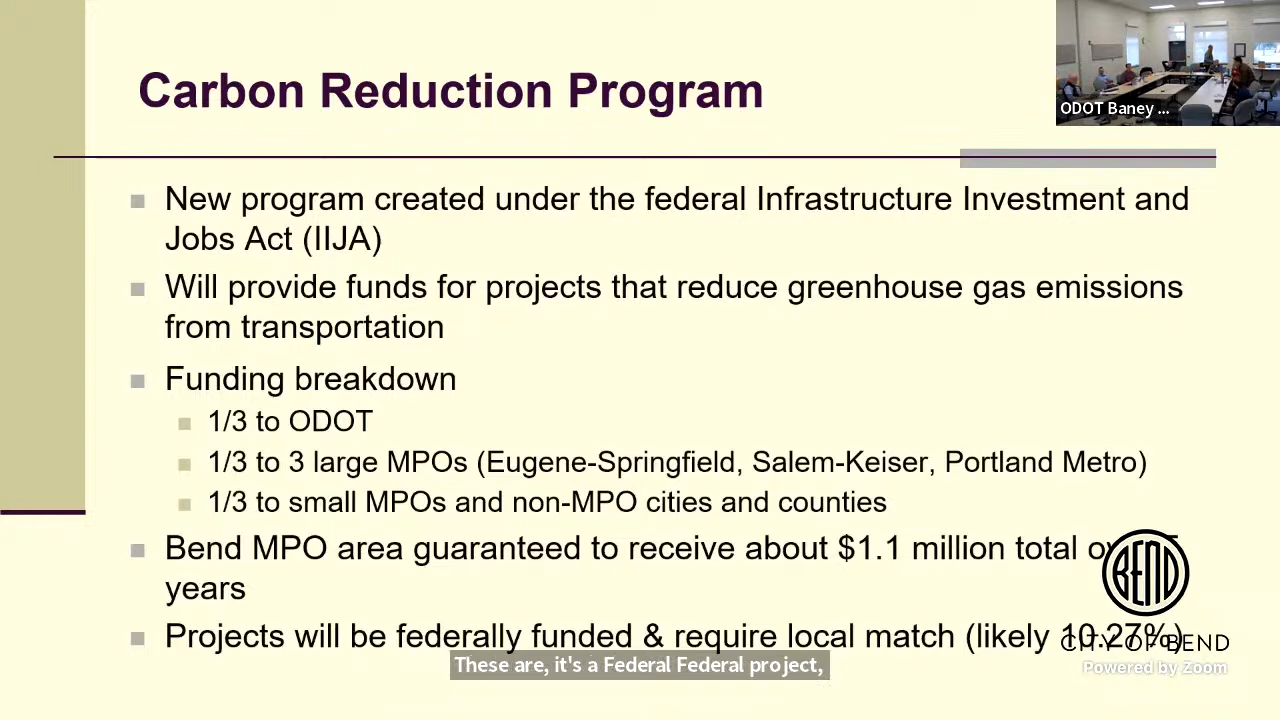 Carbon Reduction Program
ODOT Baney ...
New program created under the federal Infrastructure Investment and
Jobs Act (IIJA)
Will provide funds for projects that reduce greenhouse gas emissions
from transportation
Funding breakdown
1/3 to ODOT
1/3 to 3 large MPOs (Eugene-Springfield, Salem-Keiser, Portland Metro)
1/3 to small MPOs and non-MPO cities and counties
Bend MPO area guaranteed to receive about $1.1 million total
years
BEND
Projects will be federally funded & require local match (likely 10.27%)
CITY OF BEND
These are, it's a Federal Federal project,
Powered by Zoom